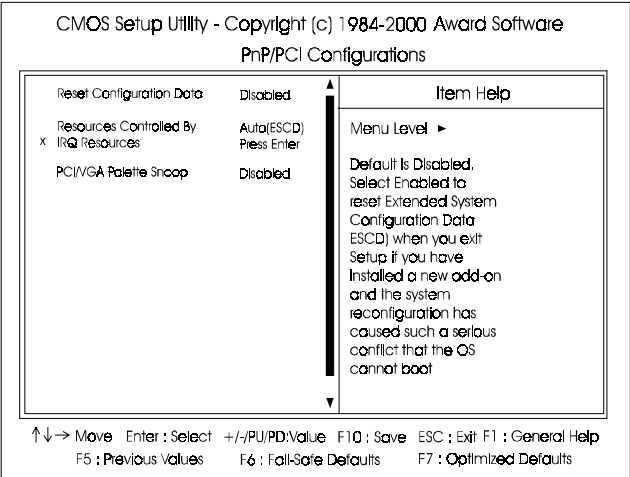 CMOS Setup Utility - Copyright (c) 1984-2000 Award Software
PnP/PCI Configurations
Reset Configuration Data Disabled
Resources Controlled By Auto(ESCD)
x IRQ Resources Press Enter
PCI/VGA Palette Snoop Disabled
Item Help
Menu Level ►
Default is Disabled.
Select Enabled to
reset Extended System
Configuration Data
ESCD) when you exit
Setup if you have
installed a new add-on
and the system
reconfiguration has
caused such a serious
conflict that the OS
cannot boot
↑↓→ Move Enter : Select +/-/PU/PD:Value F10 : Save ESC : Exit F1 : General Help
F5 : Previous Values F6 : Fail-Safe Defaults F7 : Optimized Defaults